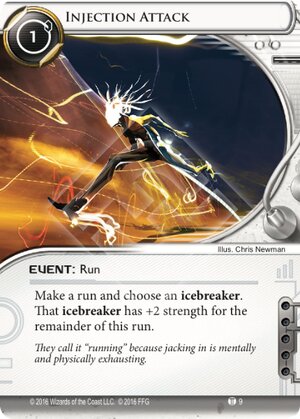 1
INJECTION ATTACK
Illus. Chris Newman
EVENT: Run
Make a run and choose an icebreaker.
That icebreaker has +2 strength for the
remainder of this run.
They call it “running” because jacking in is mentally
and physically exhausting.
© 2016 Wizards of the Coast LLC. © 2016 FFG 9